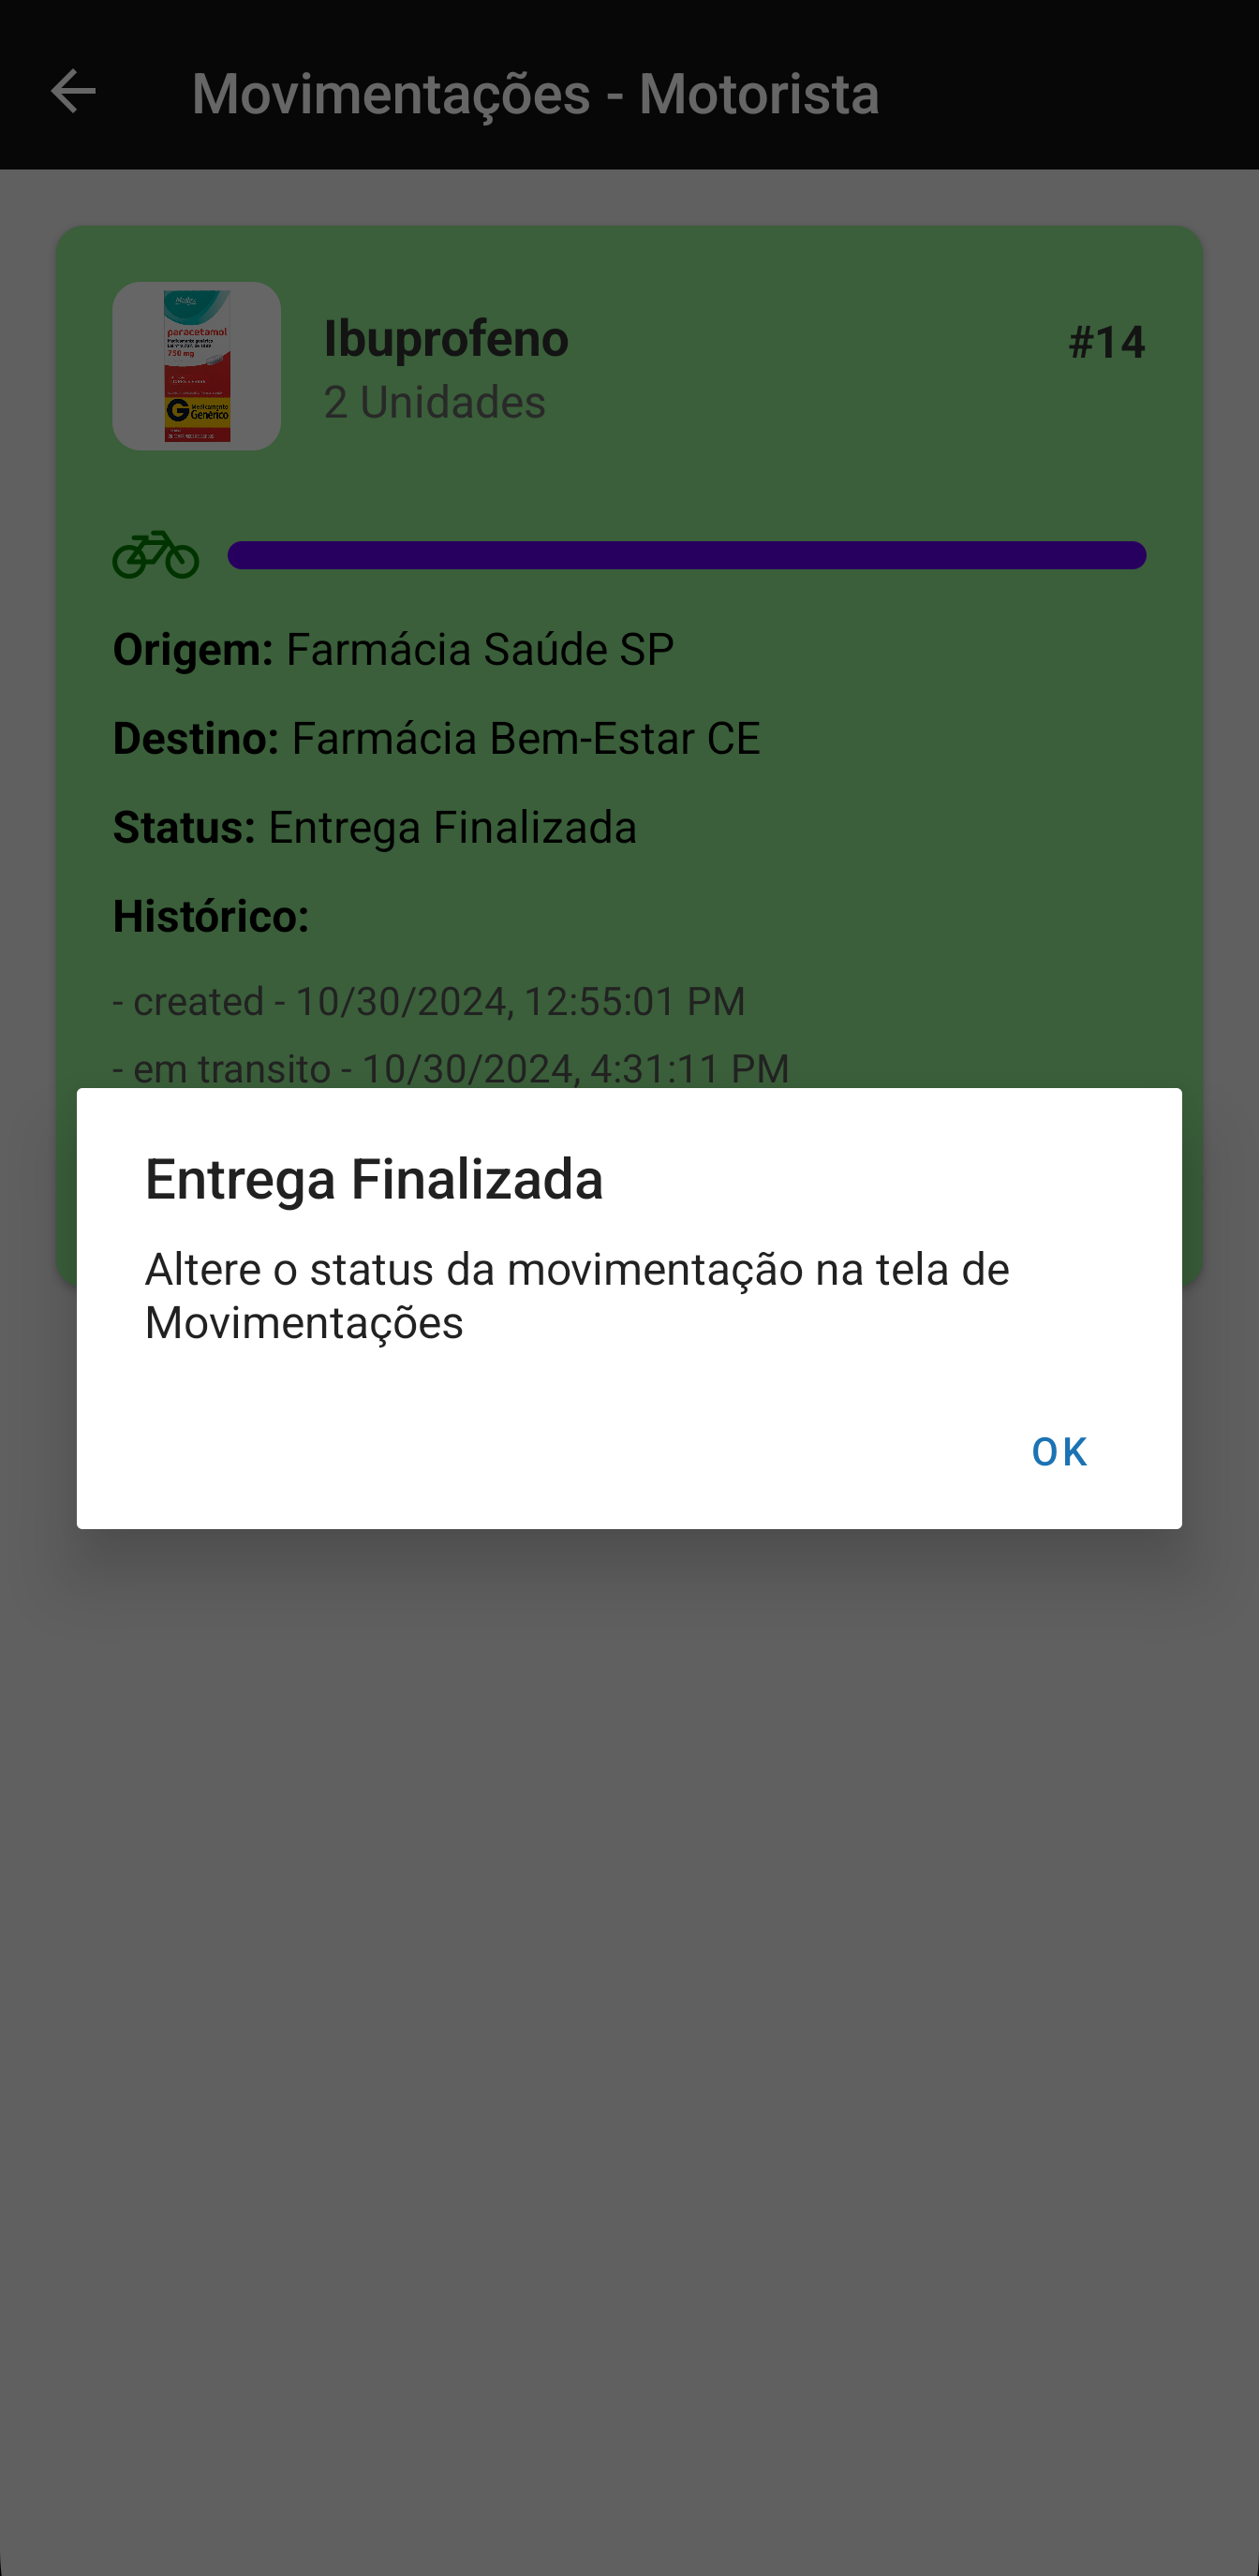 Movimentações - Motorista
paracetamol
750 mg
G Medicamento
Genérico
Ibuprofeno
#14
2 Unidades
Origem: Farmácia Saúde SP
Destino: Farmácia Bem-Estar CE
Status: Entrega Finalizada
Histórico:
- created - 10/30/2024, 12:55:01 PM
- em transito - 10/30/2024, 4:31:11 PM
Entrega Finalizada
Altere o status da movimentação na tela de
Movimentações
OK